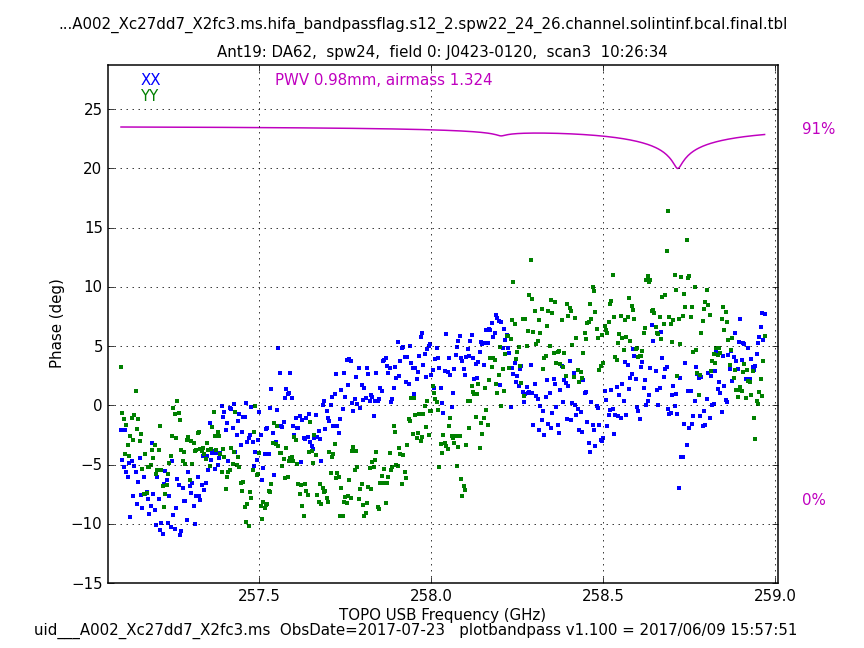 ...A002_Xc27dd7_X2fc3.ms.hifa_bandpassflag.s12_2.spw22_24_26.channel.solintinf.bcal.final.tbl
Ant19: DA62, spw24, field 0: J0423-0120, scan3 10:26:34
XX
YY
PWV 0.98mm, airmass 1.324
91%
0%
25
20
15
10
5
0
−5
−10
−15
Phase (deg)
257.5 258.0 258.5 259.0
TOPO USB Frequency (GHz)
uid___A002_Xc27dd7_X2fc3.ms ObsDate=2017-07-23 plotbandpass v1.100 = 2017/06/09 15:57:51